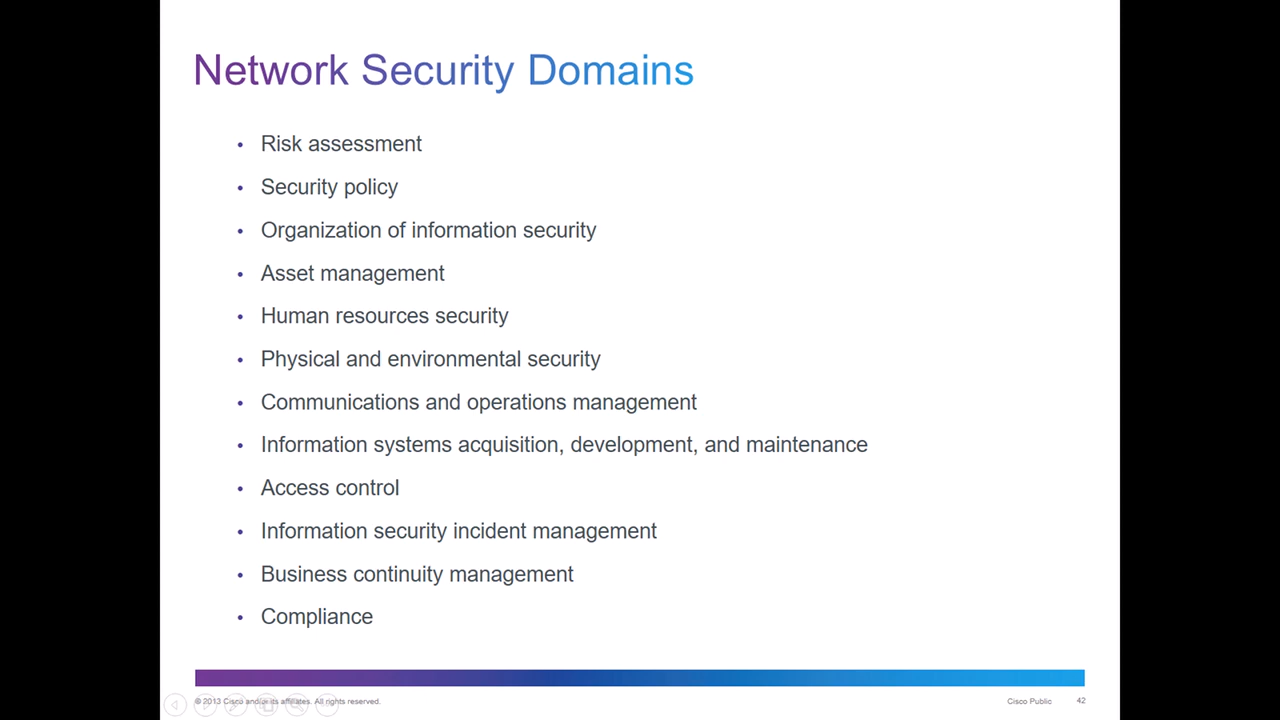 Network Security Domains
• Risk assessment
• Security policy
• Organization of information security
• Asset management
• Human resources security
• Physical and environmental security
• Communications and operations management
• Information systems acquisition, development, and maintenance
• Access control
• Information security incident management
• Business continuity management
• Compliance
© 2013 Cisco and/or its affiliates. All rights reserved.
Cisco Public
42